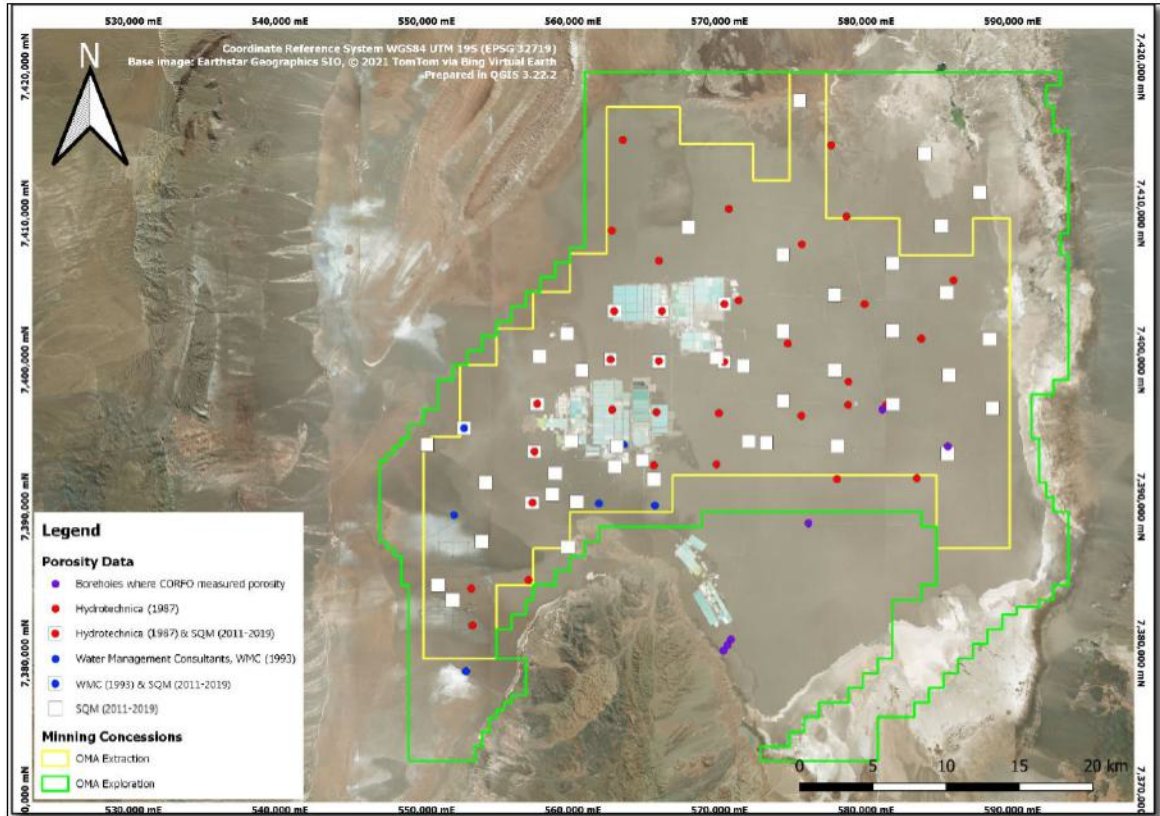 530,000 mE 540,000 mE 550,000 mE 560,000 mE 570,000 mE 580,000 mE 590,000 mE
N
Coordinate Reference System WGS84 UTM 19S (EPSG 32719)
Base image: Earthstar Geographics SIO, © 2021 TomTom via Bing Virtual Earth
Prepared in QGIS 3.22.2
7,420,000 mN
7,420,000 mN
7,410,000 mN
7,410,000 mN
7,400,000 mN
7,400,000 mN
7,390,000 mN
7,390,000 mN
7,380,000 mN
7,380,000 mN
7,370,000 mN
Legend
Porosity Data
Boreholes where CORFO measured porosity
Hydrotechnica (1987)
Hydrotechnica (1987) & SQM (2011-2019)
Water Management Consultants, WMC (1993)
WMC (1993) & SQM (2011-2019)
SQM (2011-2019)
Minning Concessions
OMA Extraction
OMA Exploration
0 5 10 15 20 km
530,000 mE 540,000 mE 550,000 mE 560,000 mE 570,000 mE 580,000 mE 590,000 mE